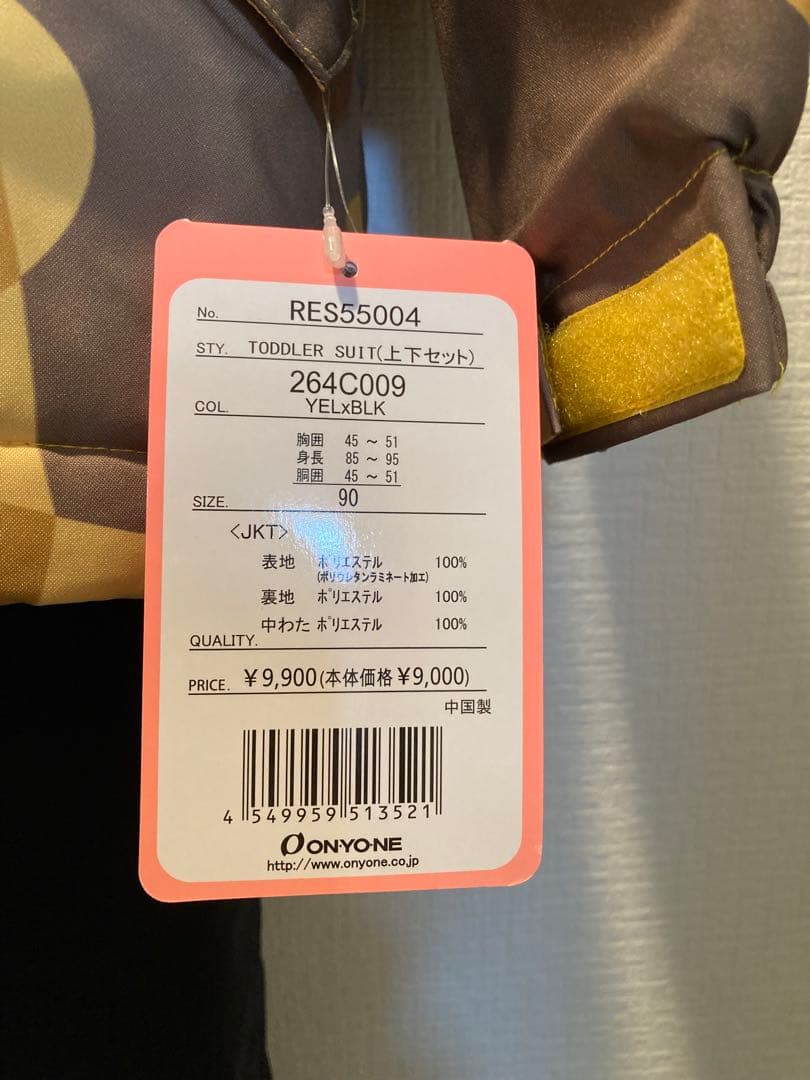 No. RES55004
STY. TODDLER SUIT(上下セット)
264C009
COL. YELxBLK
胸囲 45 ～ 51
身長 85 ～ 95
胴囲 45 ～ 51
SIZE. 90
<JKT>
表地 ポリエステル 100%
(ポリウレタンラミネート加工)
裏地 ポリエステル 100%
中わた ポリエステル 100%
QUALITY.
PRICE. ¥9,900(本体価格¥9,000)
中国製
4 549959 513521
ON・YO・NE
http://www.onyone.co.jp